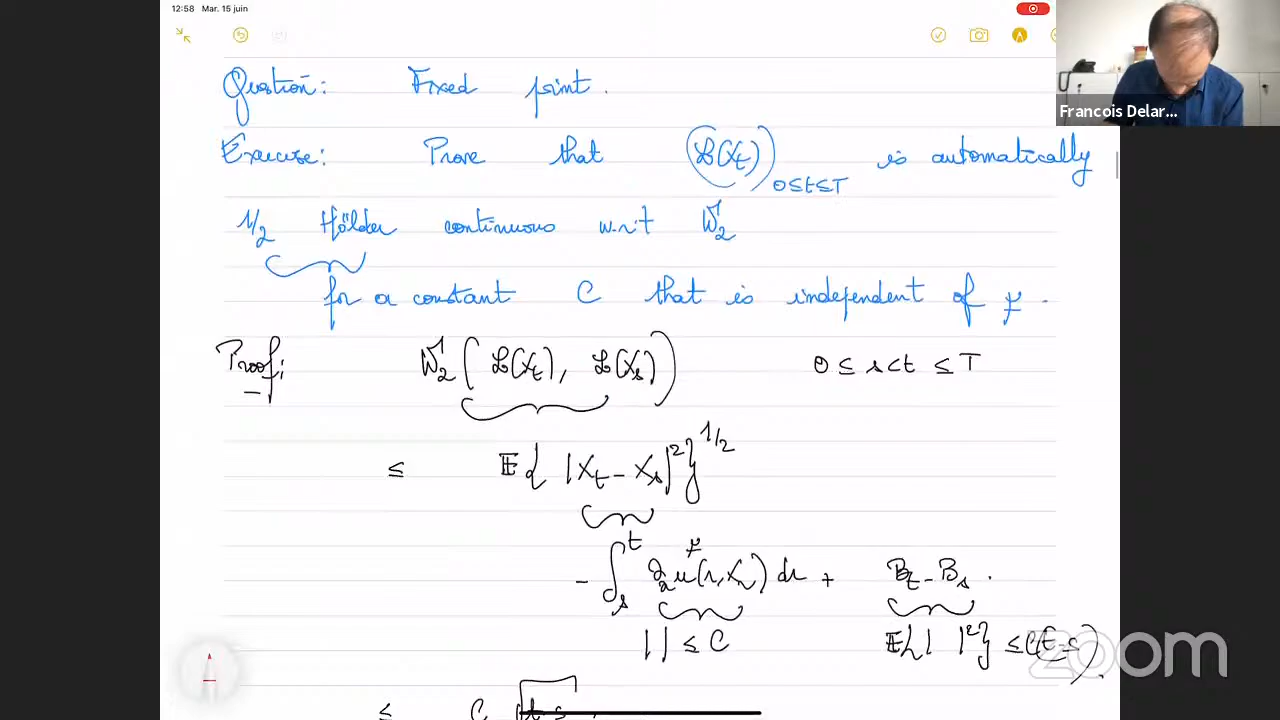 12:58 Mar. 15 juin
Question: Fixed point.
Francois Delar...
Exercise: Prove that (ℒ(X_t))_{0≤t≤T} is automatically
1/2 Hölder continuous w.r.t W_2
for a constant C that is independent of μ.
Proof: W_2(ℒ(X_t), ℒ(X_s)) 0 ≤ s<t ≤ T
≤ 𝔼{|X_t - X_s|^2}^{1/2}
- ∫_s^t ∂_x u^μ(r, X_r) dr + B_t - B_s.
| | ≤ C 𝔼{| |^2} ≤ C(t-s).
≤ C
zoom